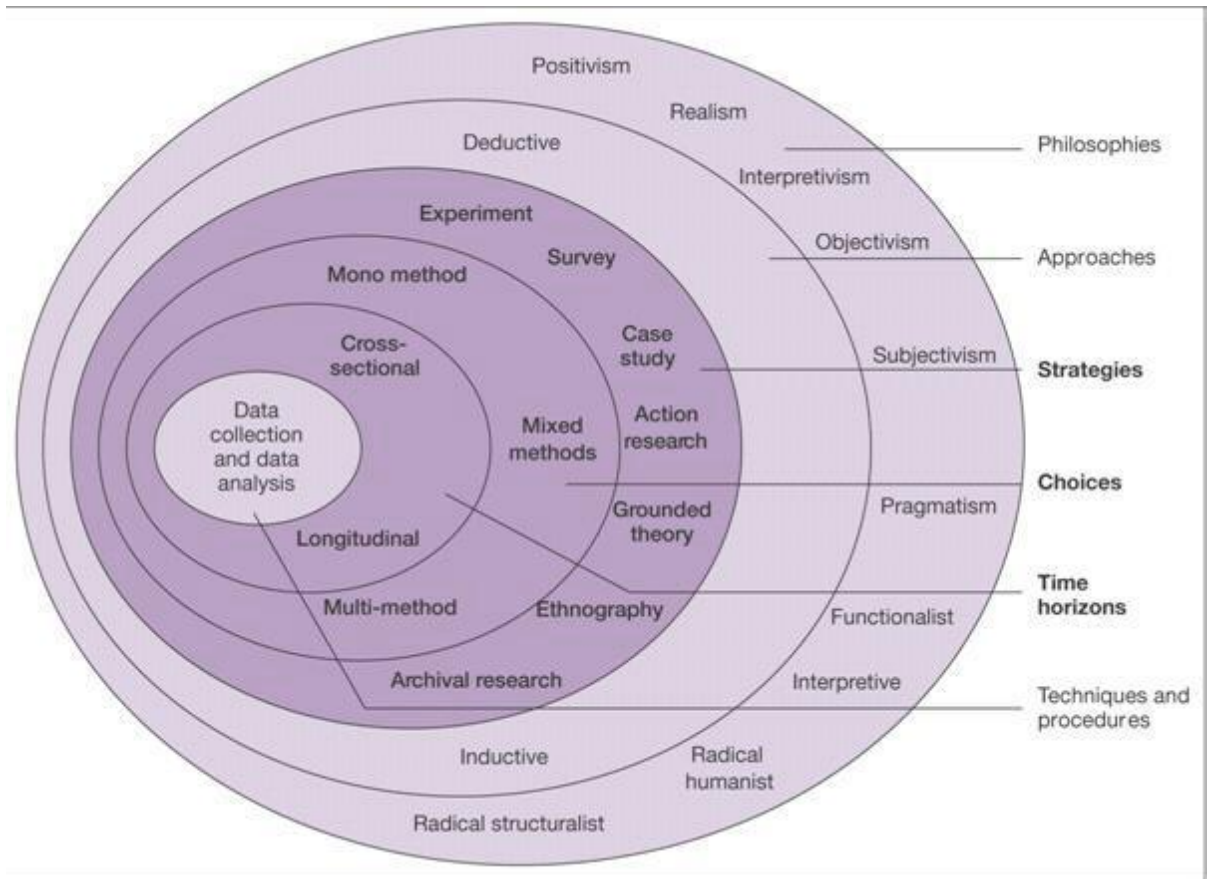 Positivism
Realism
Philosophies
Deductive
Interpretivism
Experiment
Objectivism
Survey
Approaches
Mono method
Case
study
Cross-
sectional
Subjectivism
Strategies
Data
collection
and data
analysis
Mixed
methods
Action
research
Choices
Pragmatism
Grounded
theory
Longitudinal
Time
horizons
Multi-method
Ethnography
Functionalist
Archival research
Interpretive
Techniques and
procedures
Inductive
Radical
humanist
Radical structuralist